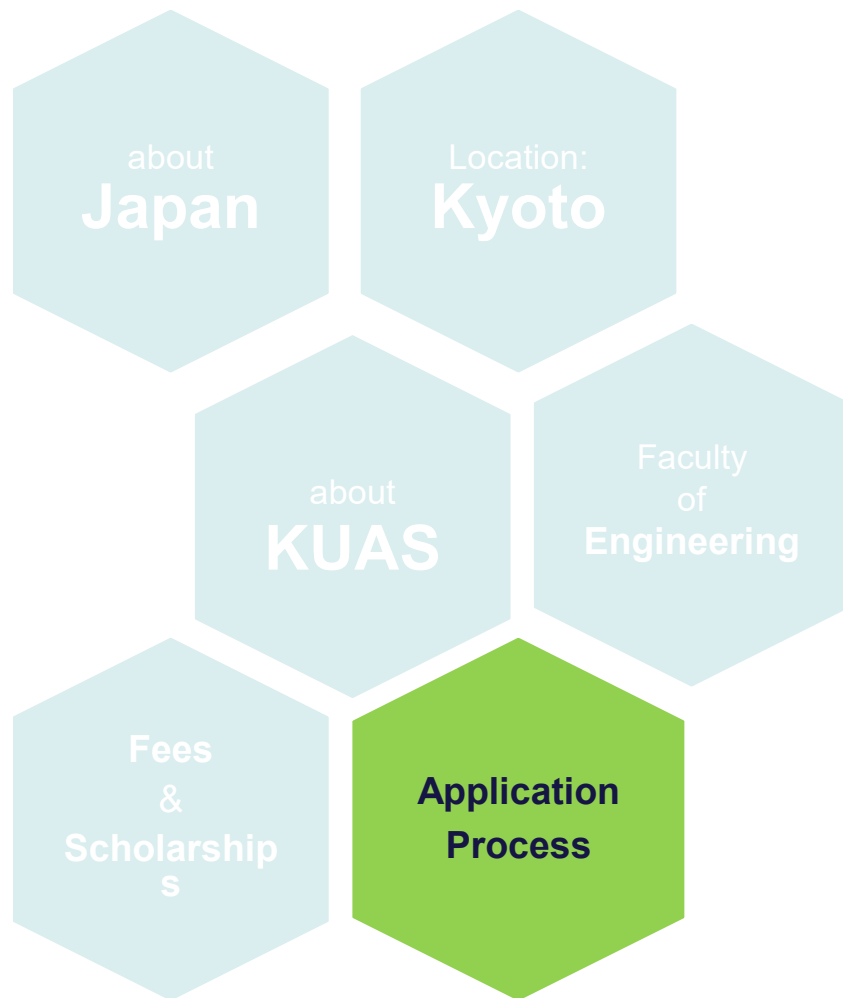 about
Japan
Location:
Kyoto
about
KUAS
Faculty
of
Engineering
Fees
&
Scholarship
s
Application
Process